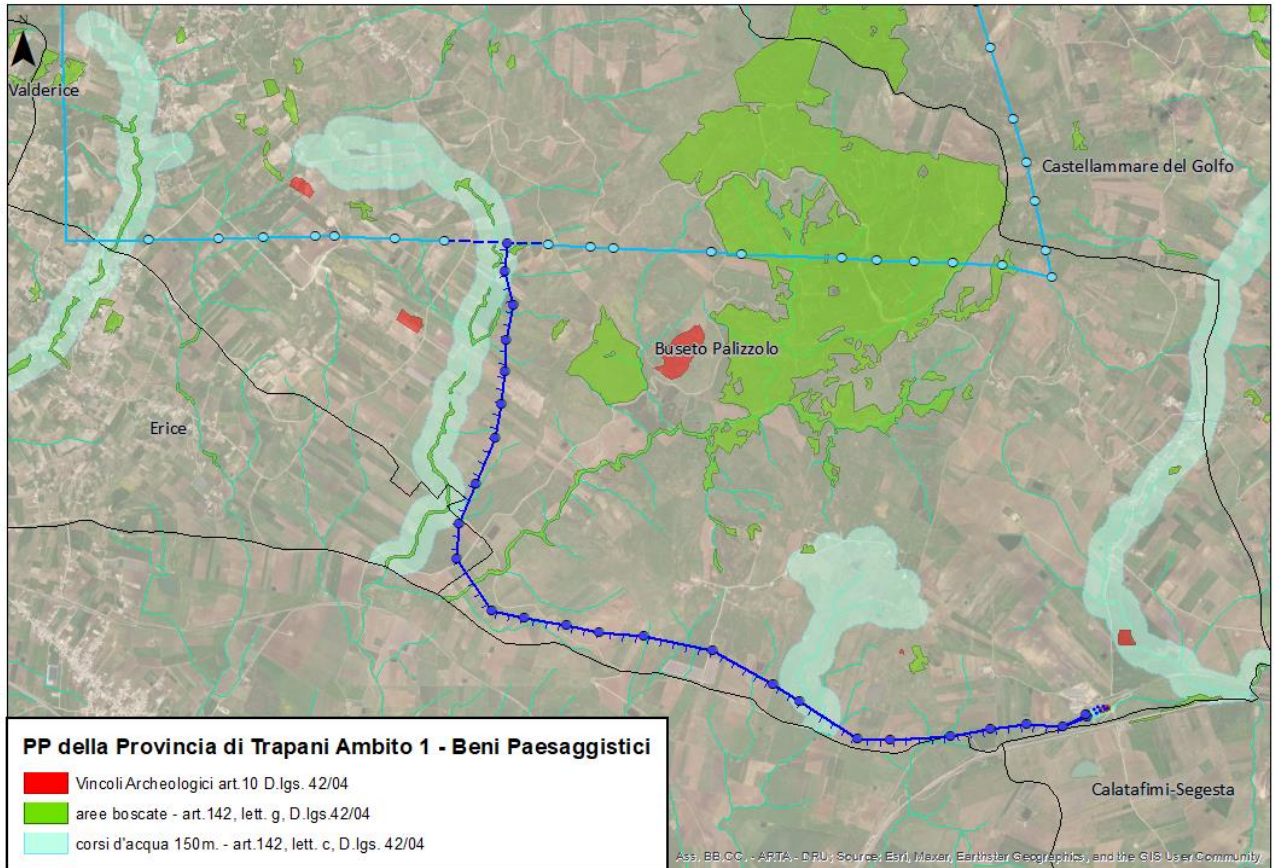 N
Valderice
Castellammare del Golfo
Buseto Palizzolo
Erice
Calatafimi-Segesta
PP della Provincia di Trapani Ambito 1 - Beni Paesaggistici
Vincoli Archeologici art.10 D.lgs. 42/04
aree boscate - art.142, lett. g, D.lgs.42/04
corsi d'acqua 150m. - art.142, lett. c, D.lgs. 42/04
Ass. BB.CC. - ARTA - DRU; Source: Esri, Maxar, Earthstar Geographics, and the GIS User Community